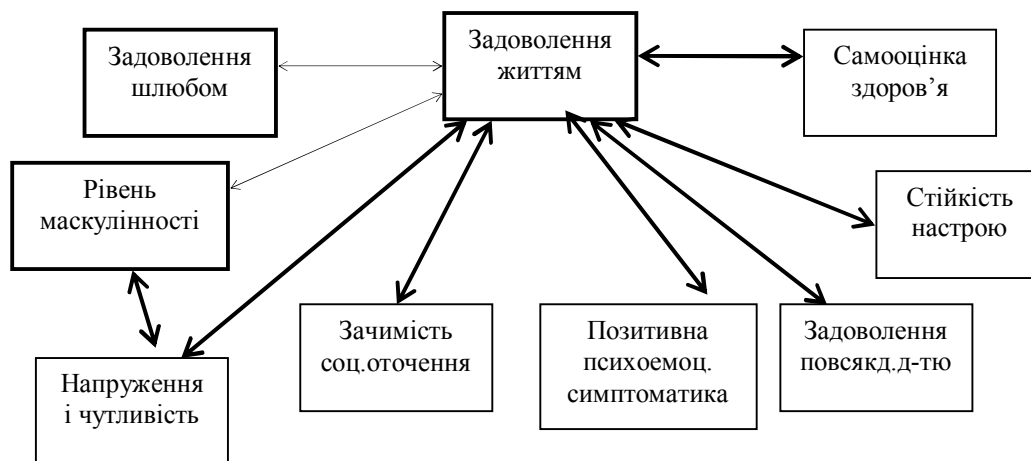 Задоволення
шлюбом
Задоволення
життям
Самооцінка
здоров’я
Рівень
маскулінності
Стійкість
настрою
Напруження
і чутливість
Зачимість
соц.оточення
Позитивна
психоемоц.
симптоматика
Задоволення
повсякд.д-тю